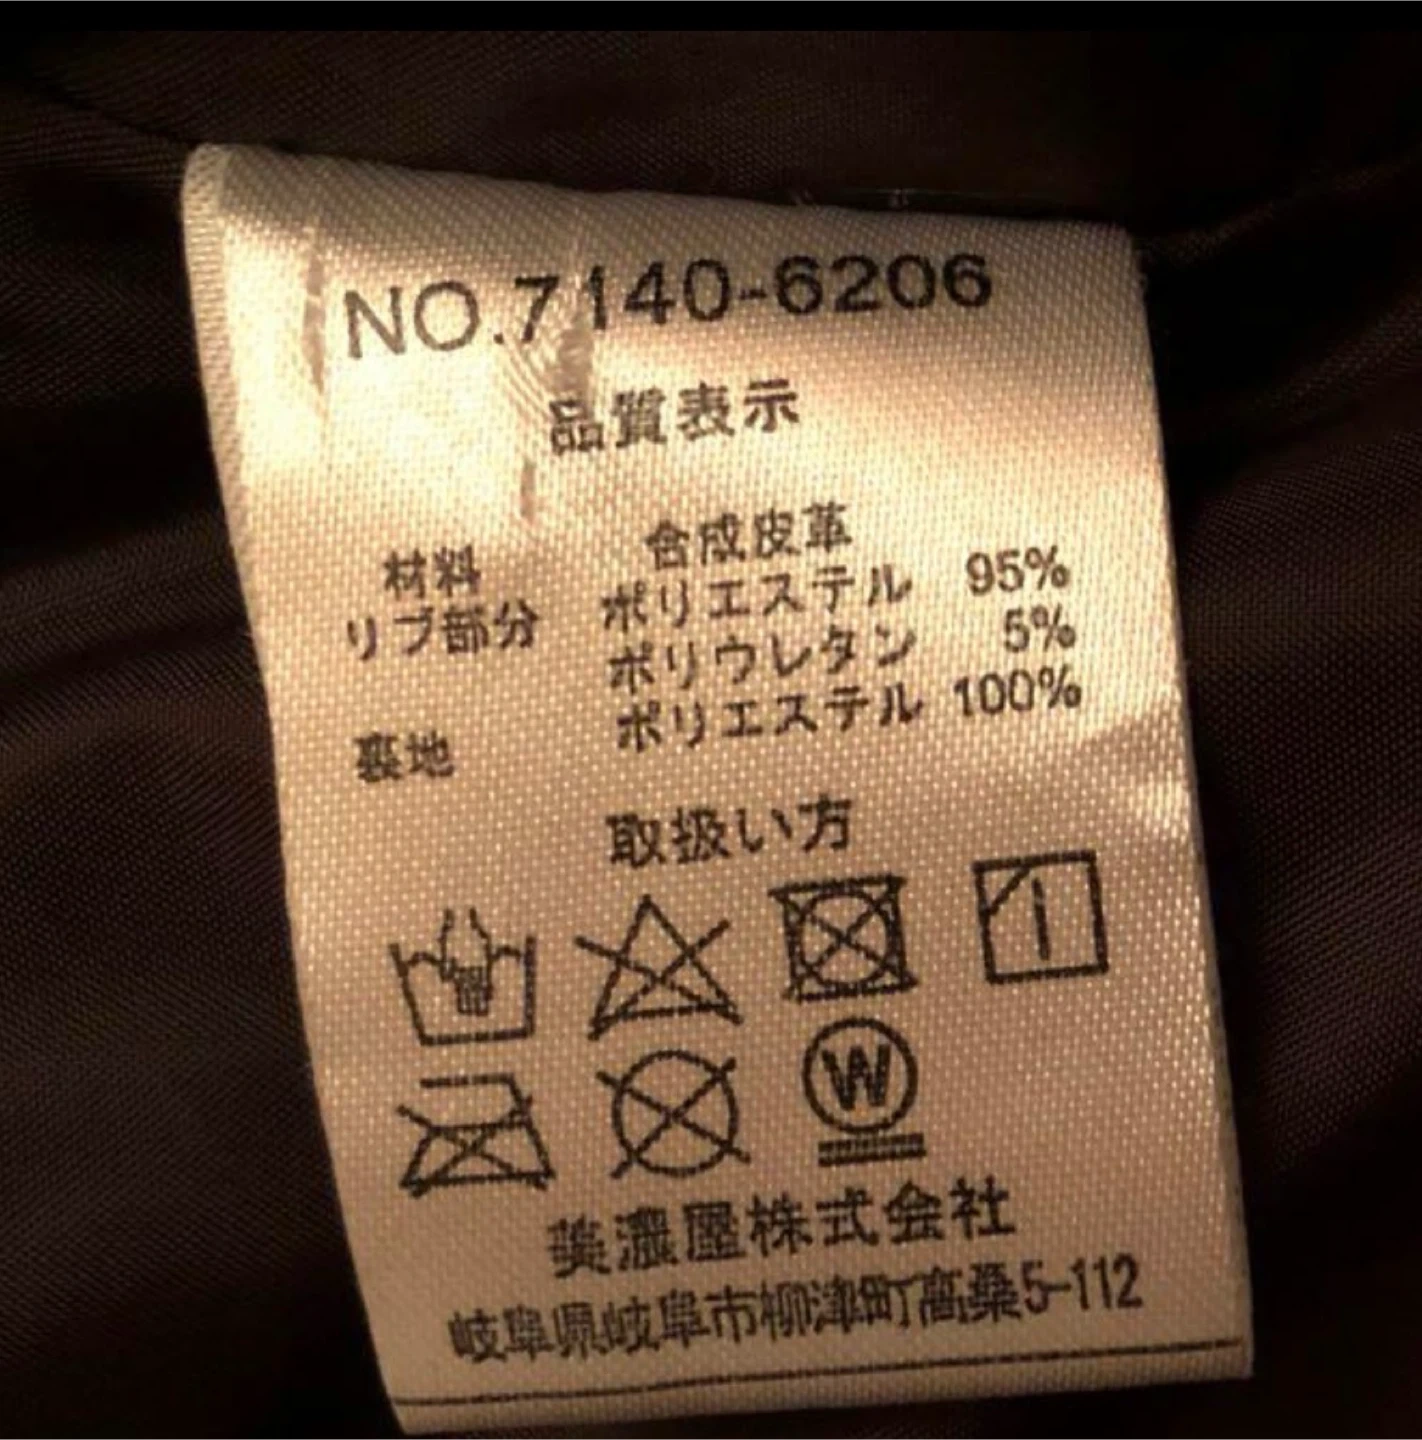 NO.7140-6206
品質表示
材料 合成皮革
リブ部分 ポリエステル 95%
ポリウレタン 5%
裏地 ポリエステル 100%
取扱い方
W
美濃屋株式会社
岐阜県岐阜市柳津町高桑5-112